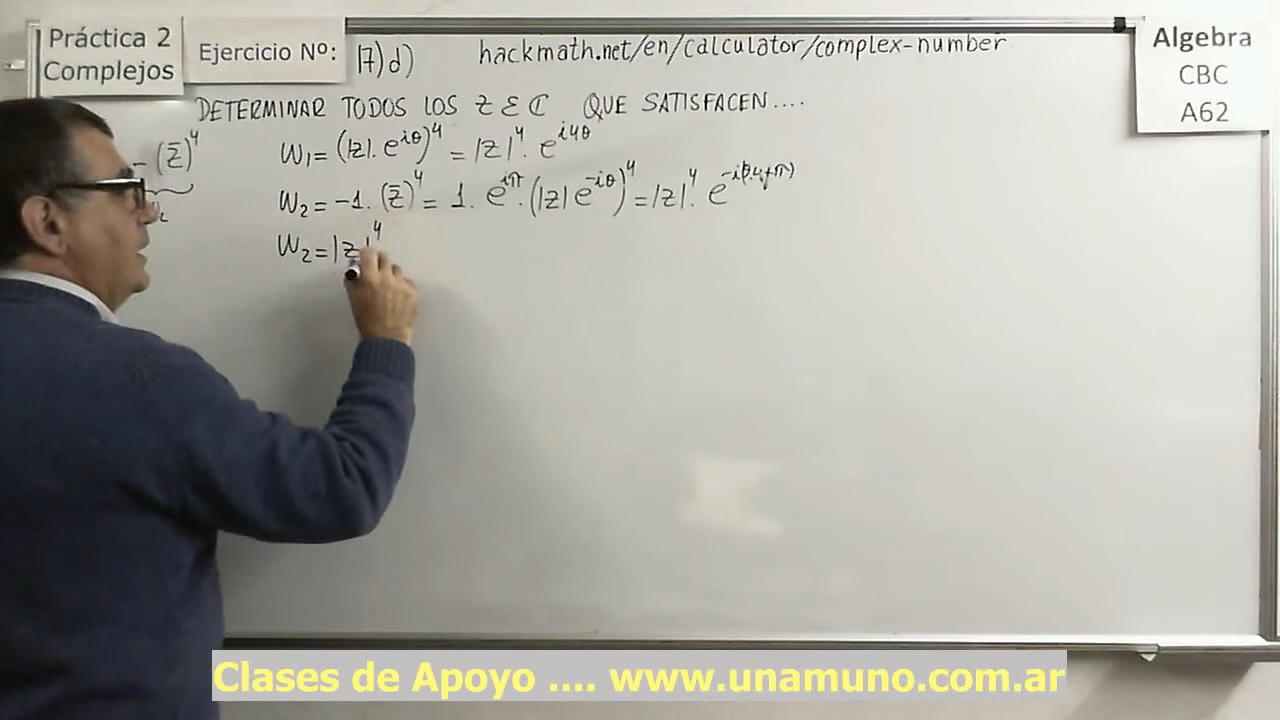 Práctica 2
Complejos
Ejercicio Nº: 17)d)
hackmath.net/en/calculator/complex-number
Algebra
CBC
A62
DETERMINAR TODOS LOS Z ε ℂ QUE SATISFACEN....
- (z̄)⁴
W₁ = (|z|. e^{iθ})⁴ = |z|⁴. e^{i4θ}
W₂ = -1. (z̄)⁴ = 1. e^{iπ}. (|z| e^{-iθ})⁴ = |z|⁴.
W₂ = |z|⁴
Clases de Apoyo .... www.unamuno.com.ar